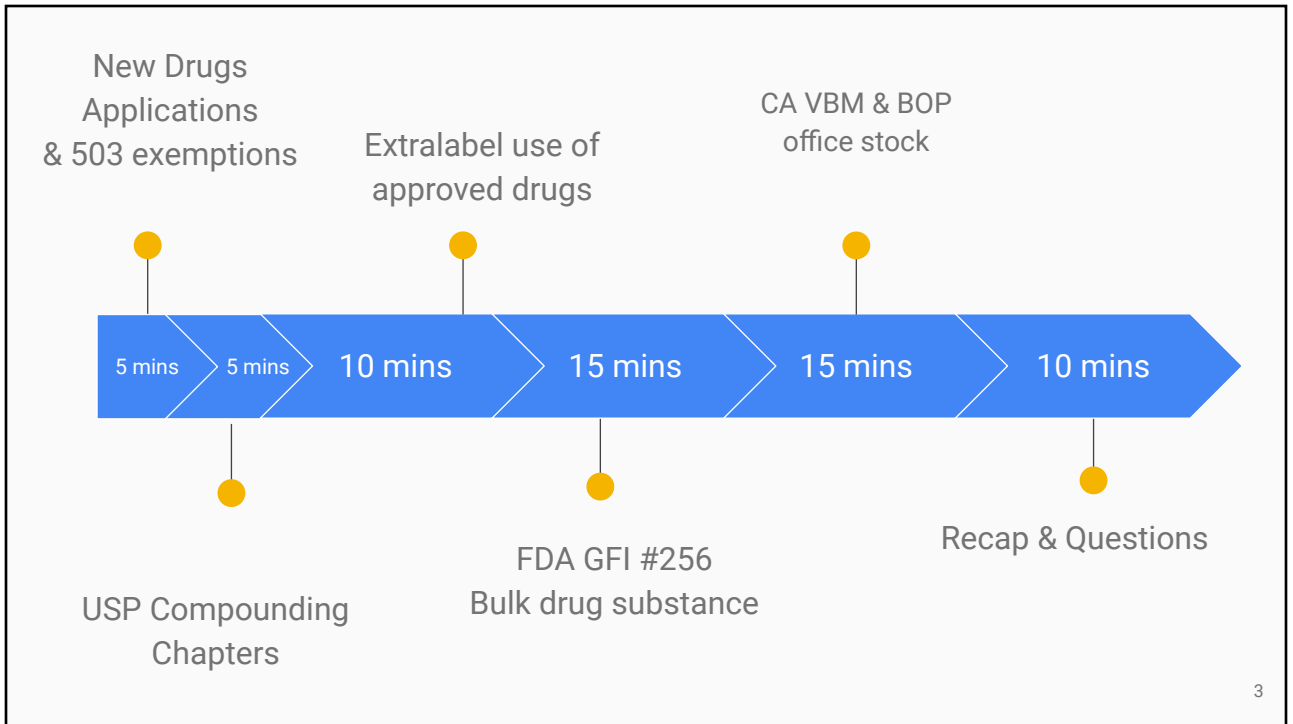 New Drugs
Applications
& 503 exemptions
Extralabel use of
approved drugs
CA VBM & BOP
office stock
5 mins
5 mins
10 mins
15 mins
15 mins
10 mins
USP Compounding
Chapters
FDA GFI #256
Bulk drug substance
Recap & Questions
3